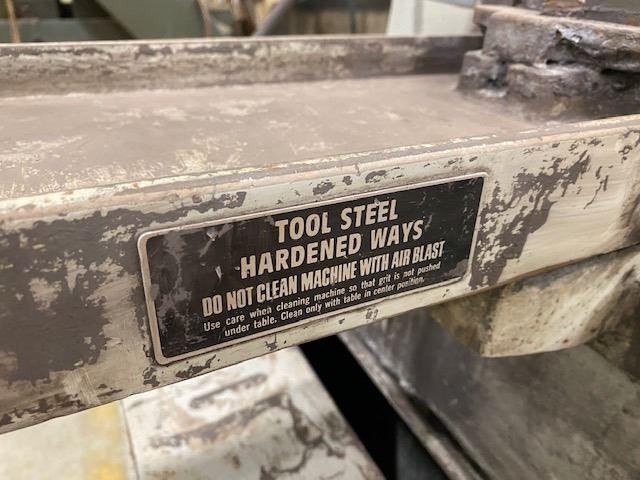 TOOL STEEL
HARDENED WAYS
DO NOT CLEAN MACHINE WITH AIR BLAST
Use care when cleaning machine so that grit is not pushed
under table. Clean only with table in center position.